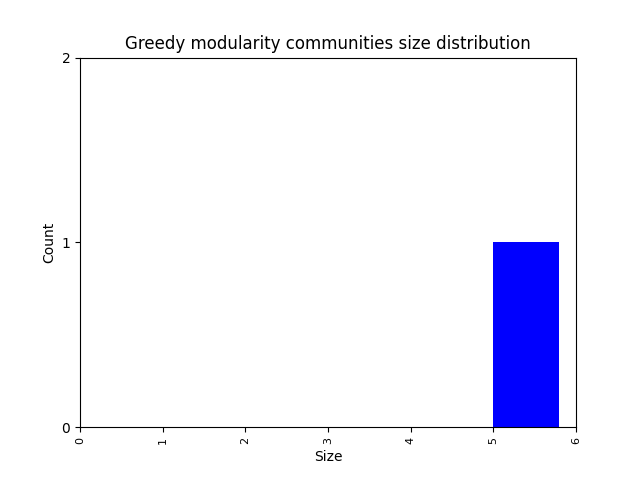 Greedy modularity communities size distribution
2
1
0
Count
0 1 2 3 4 5 6
Size